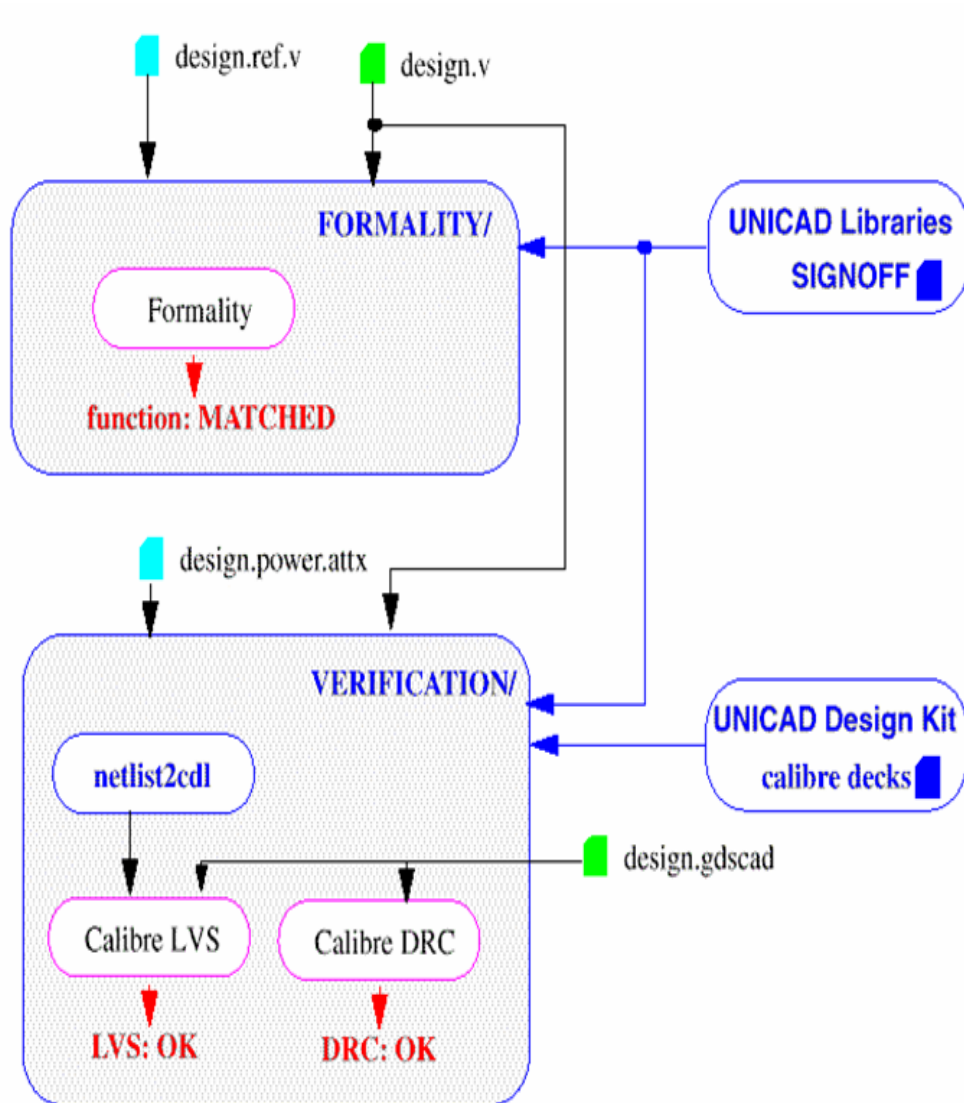 design.ref.v
design.v
FORMALITY/
UNICAD Libraries
SIGNOFF
Formality
function: MATCHED
design.power.attx
VERIFICATION/
UNICAD Design Kit
calibre decks
netlist2cdl
design.gdscad
Calibre LVS
Calibre DRC
LVS: OK
DRC: OK